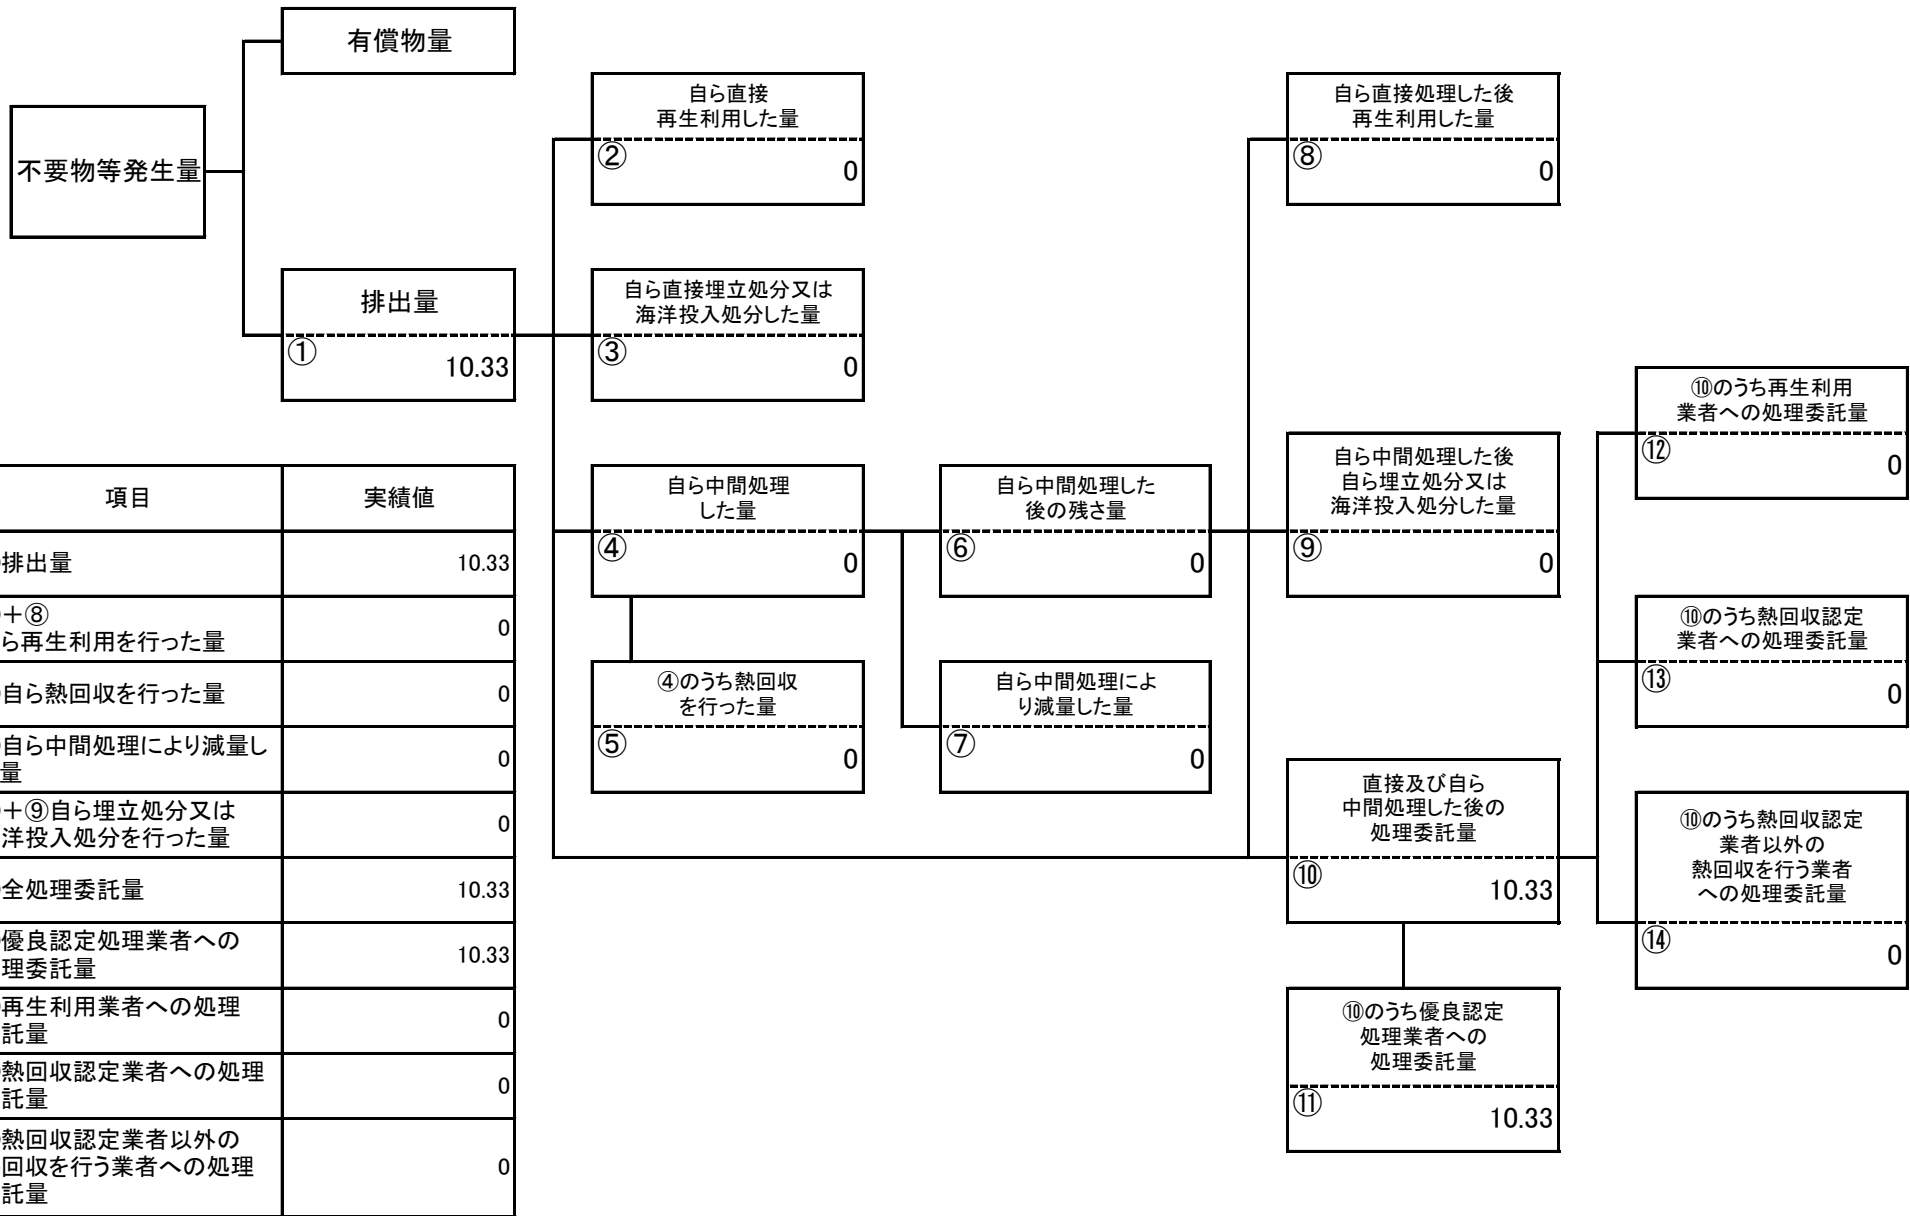 有償物量
不要物等発生量
排出量
①
10.33
自ら直接
再生利用した量
②
0
自ら直接埋立処分又は
海洋投入処分した量
③
0
自ら中間処理
した量
④
0
④のうち熱回収
を行った量
⑤
0
自ら中間処理した
後の残さ量
⑥
0
自ら中間処理によ
り減量した量
⑦
0
自ら直接処理した後
再生利用した量
⑧
0
自ら中間処理した後
自ら埋立処分又は
海洋投入処分した量
⑨
0
直接及び自ら
中間処理した後の
処理委託量
⑩
10.33
⑩のうち優良認定
処理業者への
処理委託量
⑪
10.33
⑩のうち再生利用
業者への処理委託量
⑫
0
⑩のうち熱回収認定
業者への処理委託量
⑬
0
⑩のうち熱回収認定
業者以外の
熱回収を行う業者
への処理委託量
⑭
0
項目 実績値
排出量 10.33
+⑧
ら再生利用を行った量 0
自ら熱回収を行った量 0
自ら中間処理により減量し
量 0
+⑨自ら埋立処分又は
洋投入処分を行った量 0
全処理委託量 10.33
優良認定処理業者への
理委託量 10.33
再生利用業者への処理
託量 0
熱回収認定業者への処理
託量 0
熱回収認定業者以外の
回収を行う業者への処理
託量 0